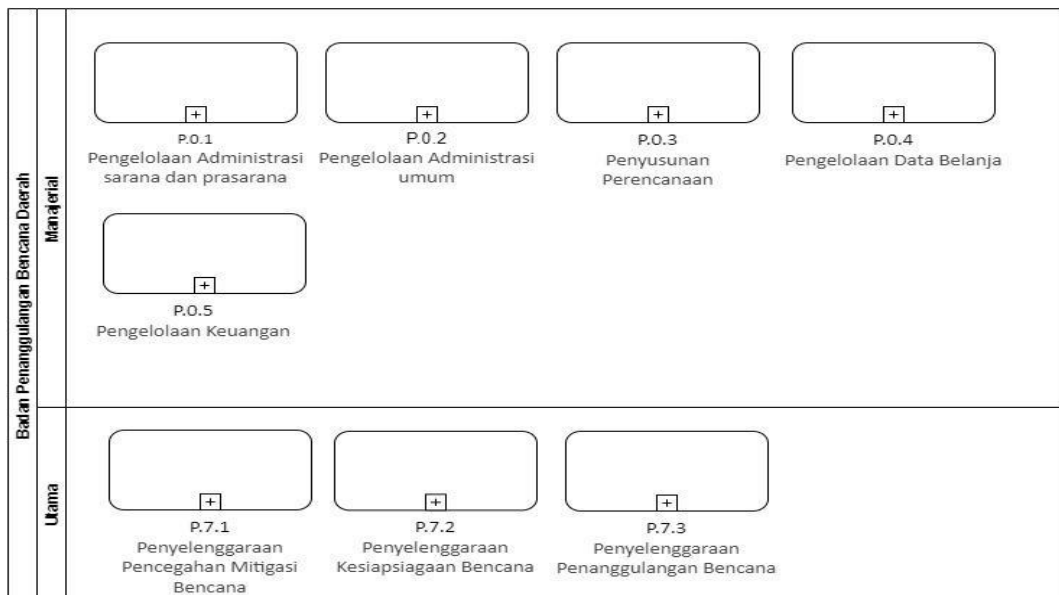 Badan Penanggulangan Bencana Daerah
Manajerial
P.0.1
Pengelolaan Administrasi
sarana dan prasarana
P.0.2
Pengelolaan Administrasi
umum
P.0.3
Penyusunan
Perencanaan
P.0.4
Pengelolaan Data Belanja
P.0.5
Pengelolaan Keuangan
Utama
P.7.1
Penyelenggaraan
Pencegahan Mitigasi
Bencana
P.7.2
Penyelenggaraan
Kesiapsiagaan Bencana
P.7.3
Penyelenggaraan
Penanggulangan Bencana